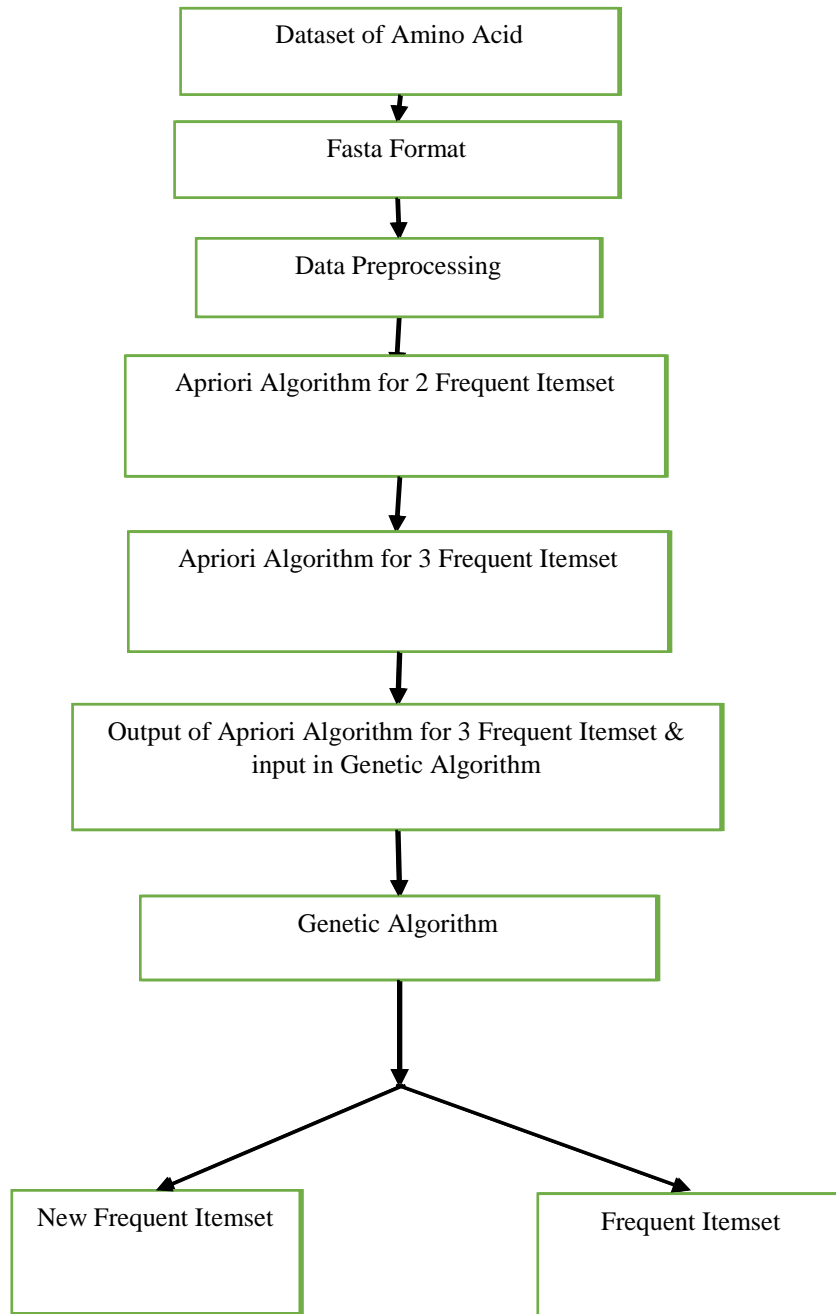 Dataset of Amino Acid
Fasta Format
Data Preprocessing
Apriori Algorithm for 2 Frequent Itemset
Apriori Algorithm for 3 Frequent Itemset
Output of Apriori Algorithm for 3 Frequent Itemset &
input in Genetic Algorithm
Genetic Algorithm
New Frequent Itemset
Frequent Itemset